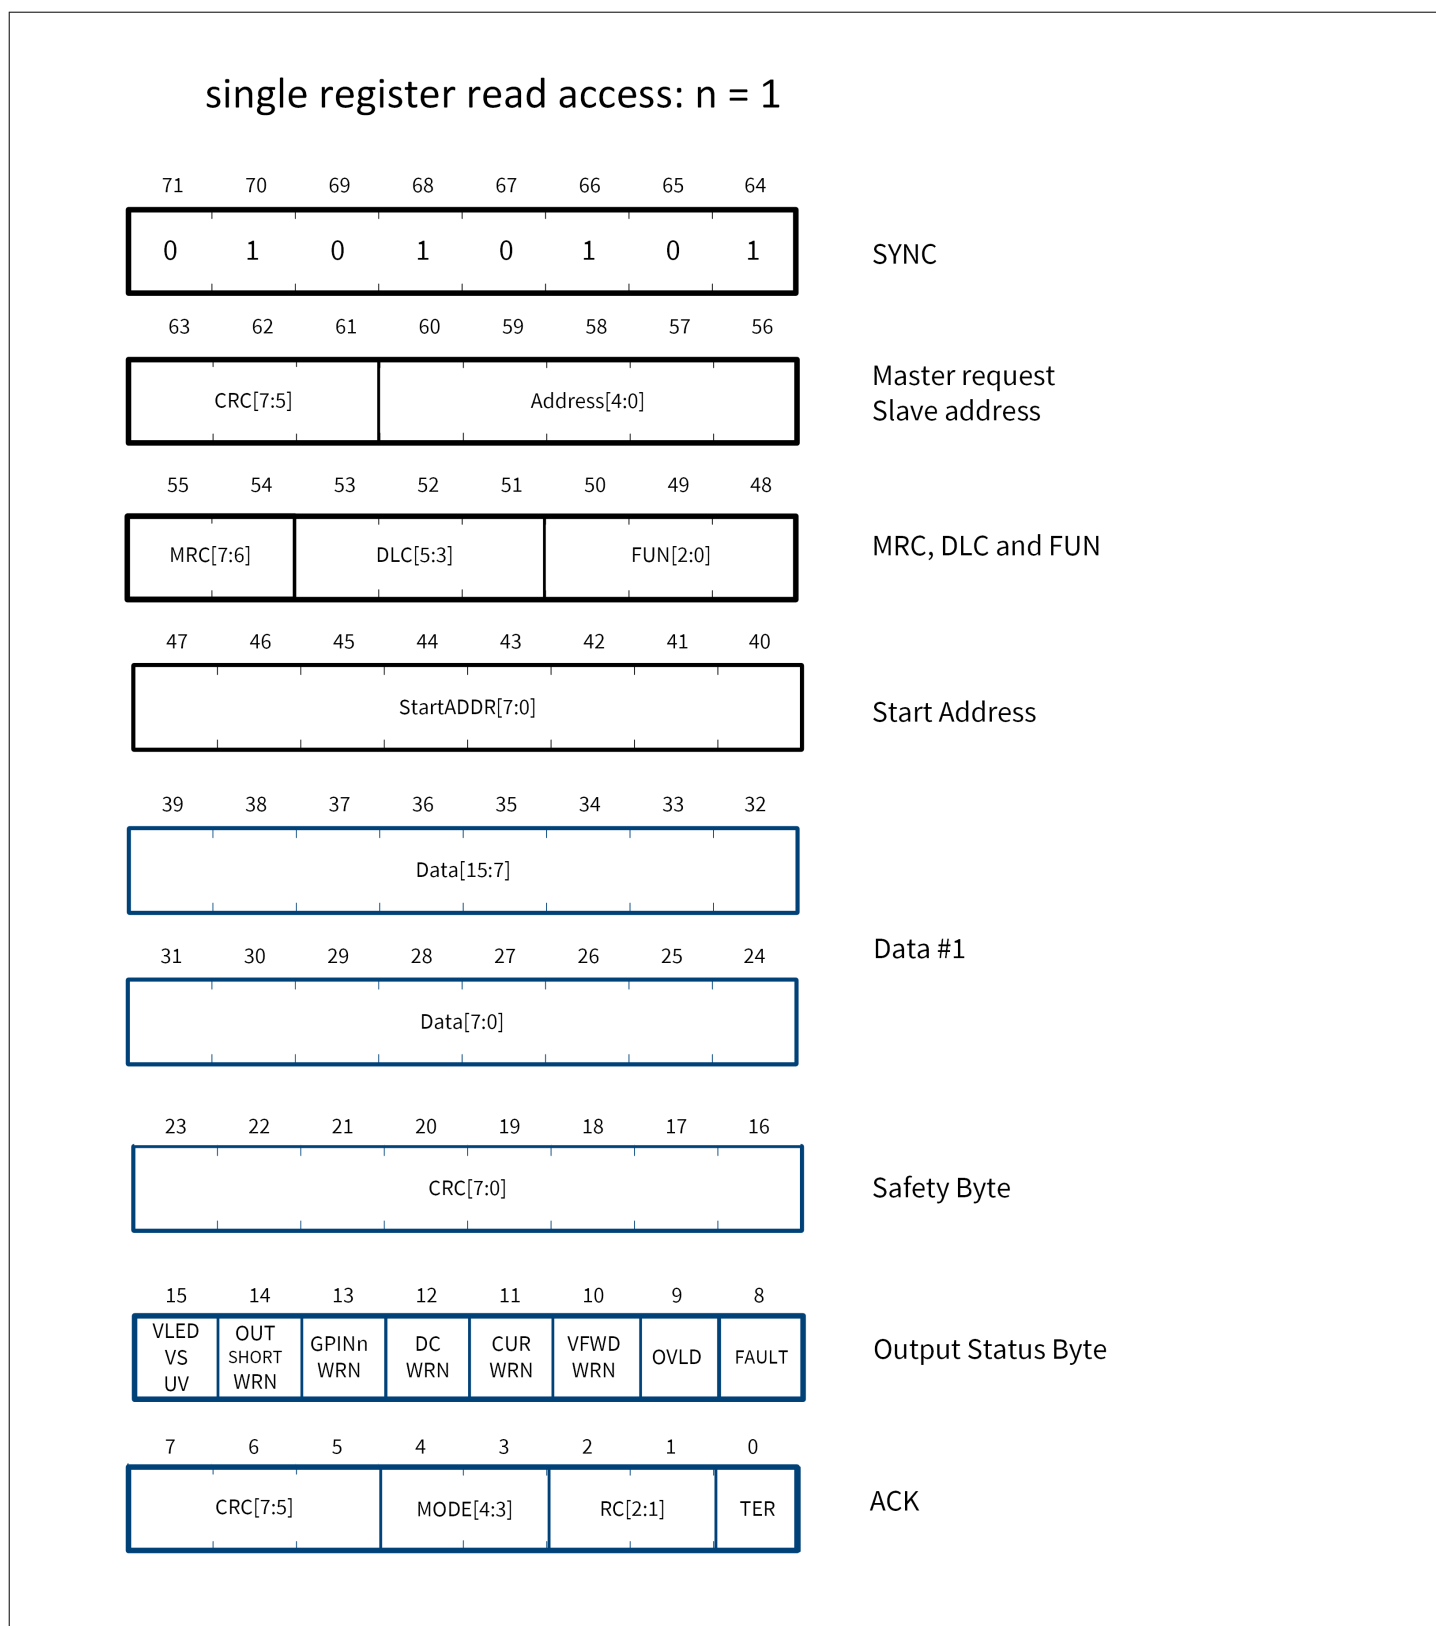 single register read access: n = 1
71 70 69 68 67 66 65 64
0 1 0 1 0 1 0 1
SYNC
63 62 61 60 59 58 57 56
CRC[7:5] Address[4:0]
Master request
Slave address
55 54 53 52 51 50 49 48
MRC[7:6] DLC[5:3] FUN[2:0]
MRC, DLC and FUN
47 46 45 44 43 42 41 40
StartADDR[7:0]
Start Address
39 38 37 36 35 34 33 32
Data[15:7]
Data #1
31 30 29 28 27 26 25 24
Data[7:0]
23 22 21 20 19 18 17 16
CRC[7:0]
Safety Byte
15 14 13 12 11 10 9 8
VLED
VS
UV
OUT
SHORT
WRN
GPINn
WRN
DC
WRN
CUR
WRN
VFWD
WRN
OVLD
FAULT
Output Status Byte
7 6 5 4 3 2 1 0
CRC[7:5] MODE[4:3] RC[2:1] TER
ACK